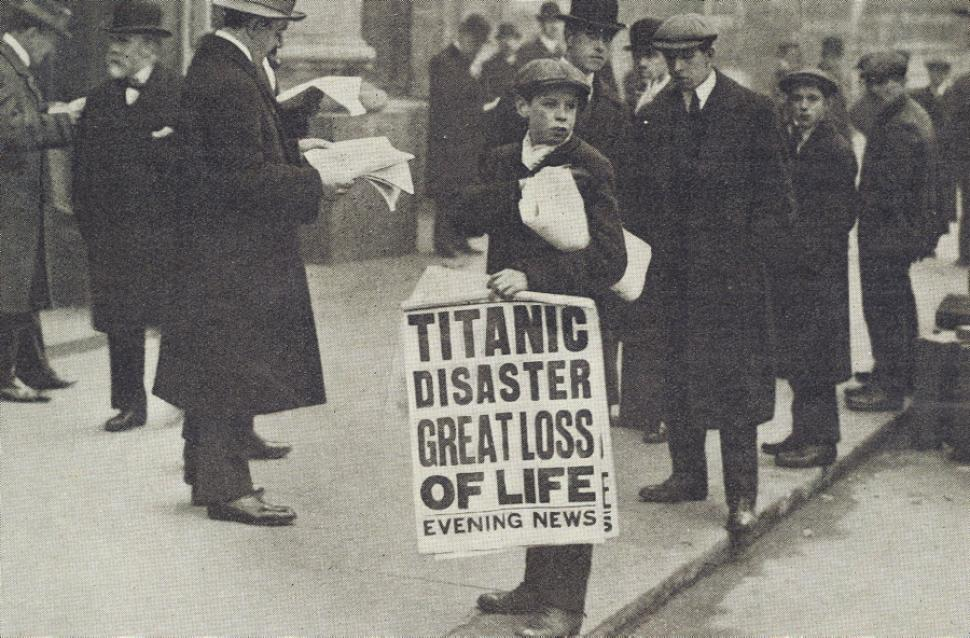 TITANIC
DISASTER
GREAT LOSS
OF LIFE
EVENING NEWS